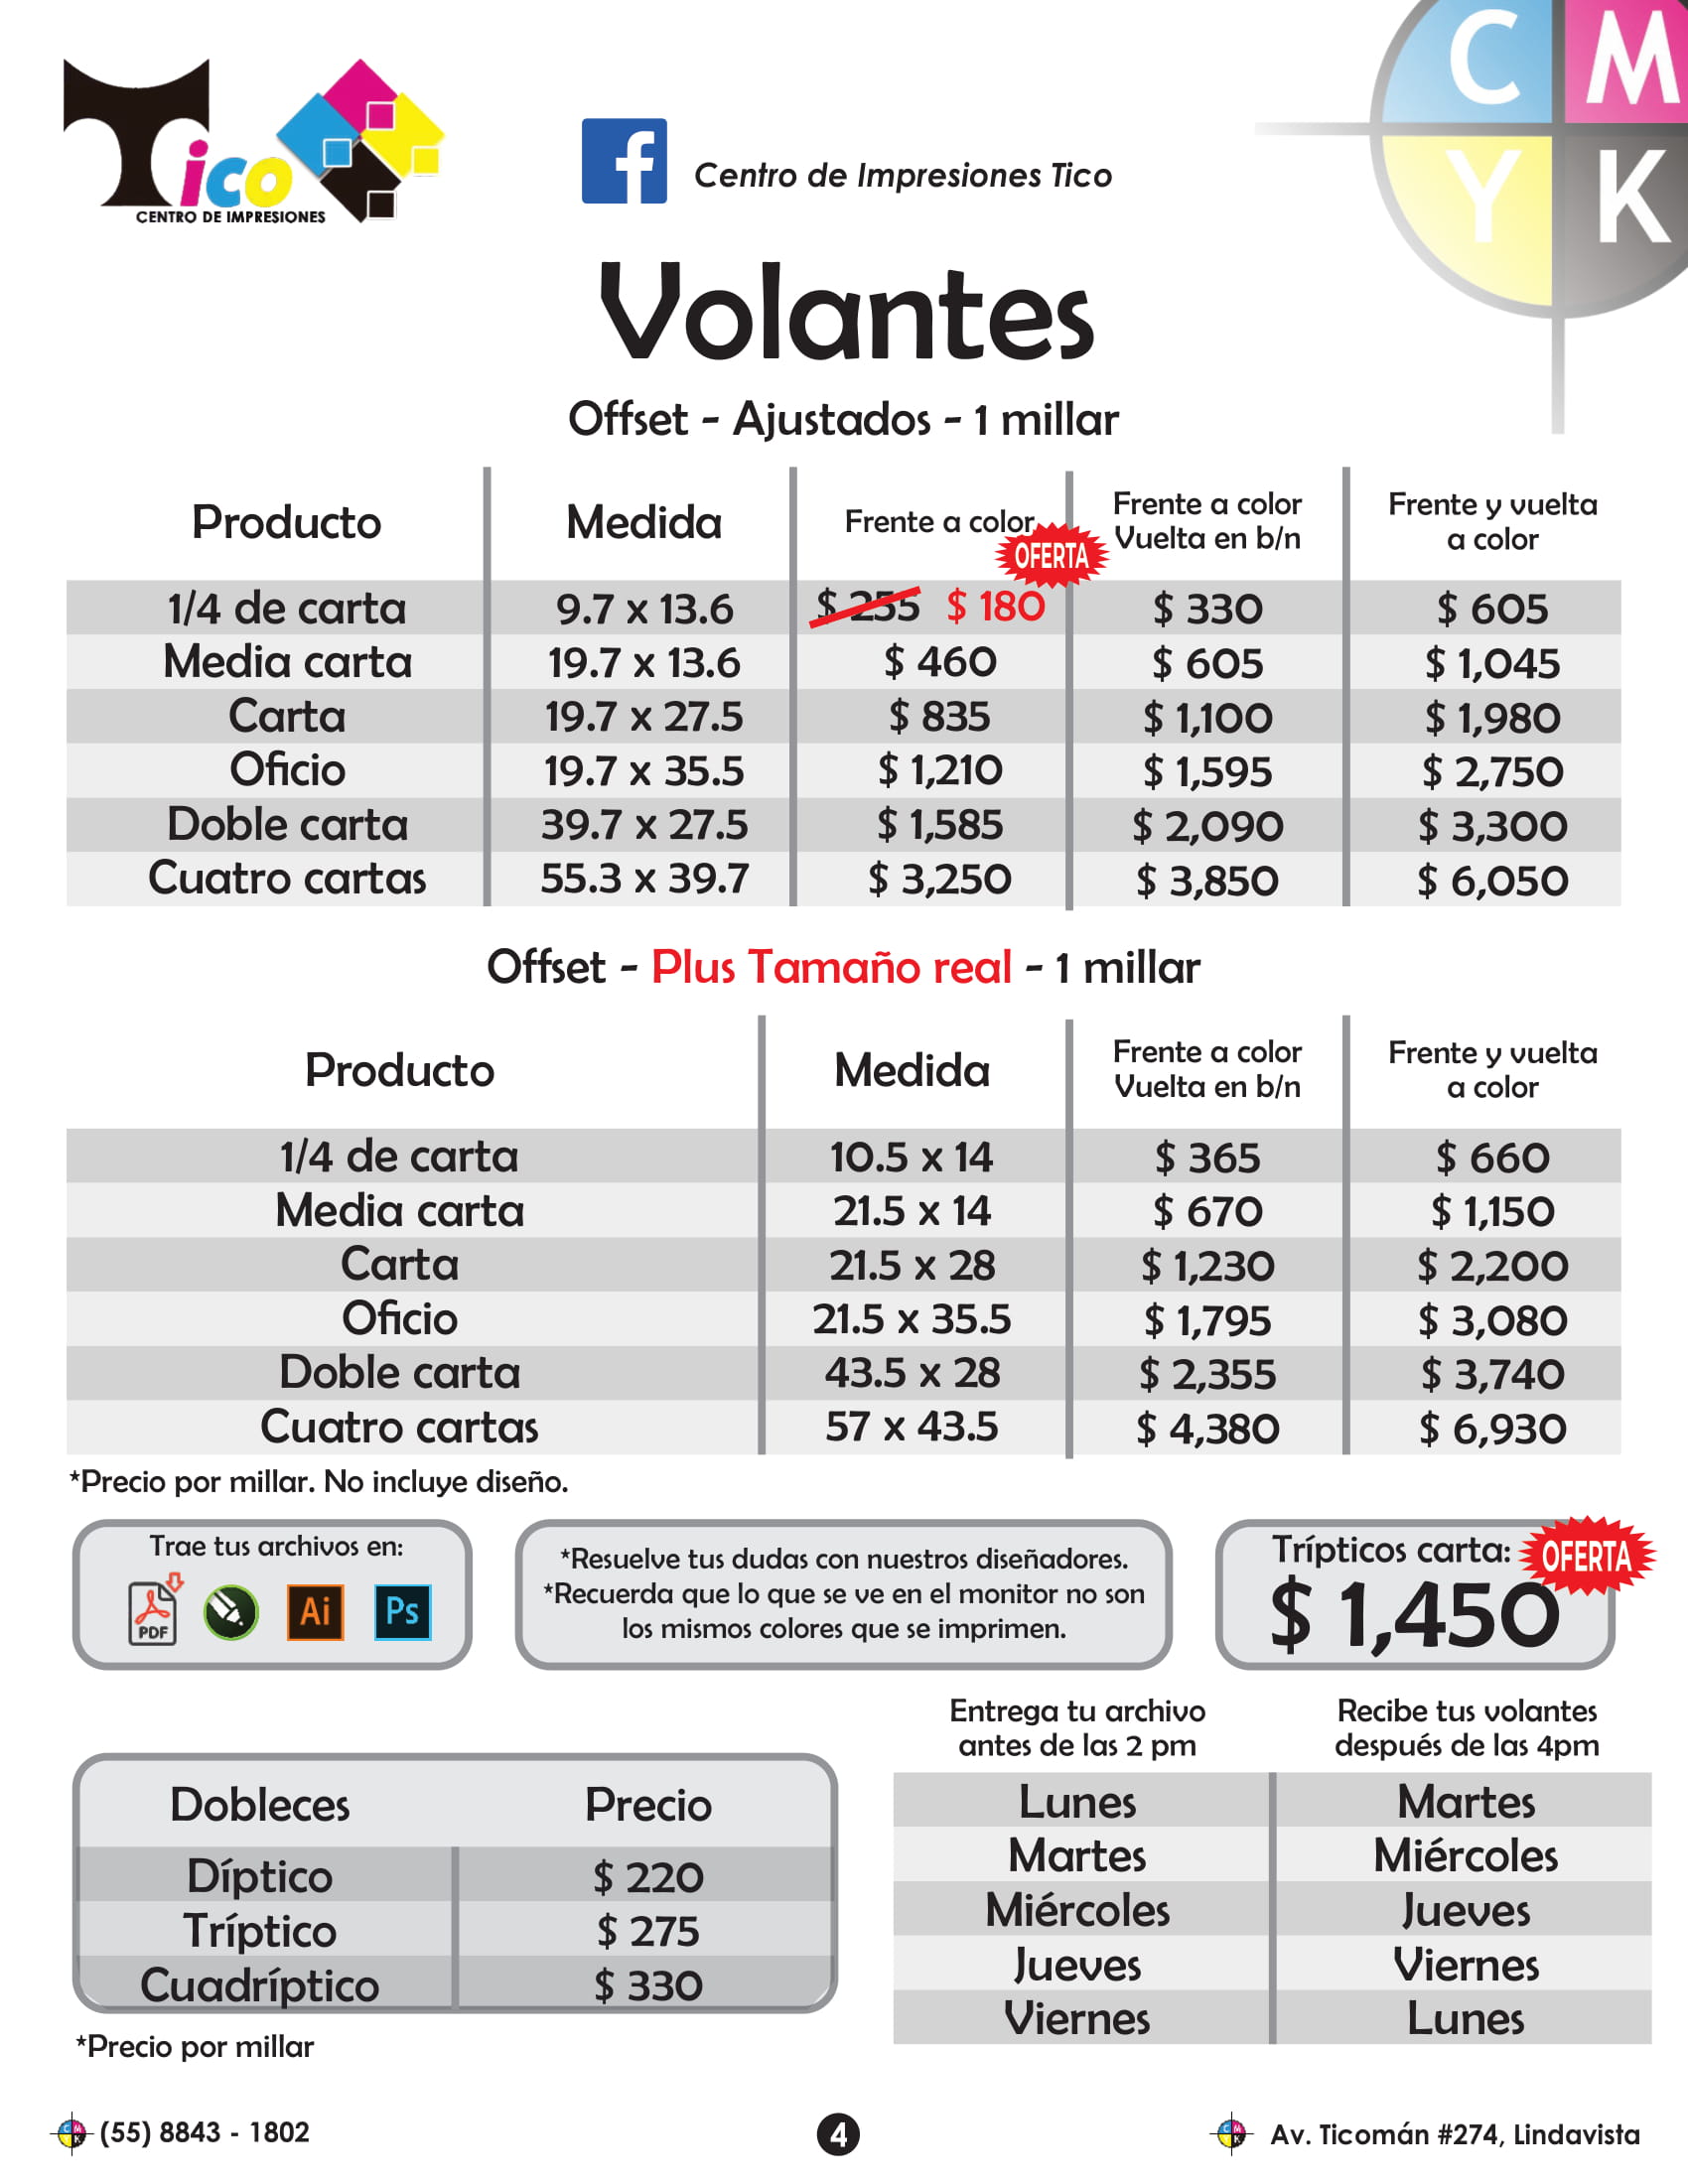 Tico
CENTRO DE IMPRESIONES
f Centro de Impresiones Tico
C M
Y K
Volantes
Offset - Ajustados - 1 millar
Producto Medida Frente a color Frente a color Vuelta en b/n Frente y vuelta a color
OFERTA
1/4 de carta 9.7 x 13.6 $ 255 $ 180 $ 330 $ 605
Media carta 19.7 x 13.6 $ 460 $ 605 $ 1,045
Carta 19.7 x 27.5 $ 835 $ 1,100 $ 1,980
Oficio 19.7 x 35.5 $ 1,210 $ 1,595 $ 2,750
Doble carta 39.7 x 27.5 $ 1,585 $ 2,090 $ 3,300
Cuatro cartas 55.3 x 39.7 $ 3,250 $ 3,850 $ 6,050
Offset - Plus Tamaño real - 1 millar
Producto Medida Frente a color Vuelta en b/n Frente y vuelta a color
1/4 de carta 10.5 x 14 $ 365 $ 660
Media carta 21.5 x 14 $ 670 $ 1,150
Carta 21.5 x 28 $ 1,230 $ 2,200
Oficio 21.5 x 35.5 $ 1,795 $ 3,080
Doble carta 43.5 x 28 $ 2,355 $ 3,740
Cuatro cartas 57 x 43.5 $ 4,380 $ 6,930
*Precio por millar. No incluye diseño.
Trae tus archivos en:
PDF Ai Ps
*Resuelve tus dudas con nuestros diseñadores.
*Recuerda que lo que se ve en el monitor no son
los mismos colores que se imprimen.
Trípticos carta: OFERTA
$ 1,450
Dobleces Precio
Díptico $ 220
Tríptico $ 275
Cuadríptico $ 330
*Precio por millar
Entrega tu archivo antes de las 2 pm Recibe tus volantes después de las 4pm
Lunes Martes
Martes Miércoles
Miércoles Jueves
Jueves Viernes
Viernes Lunes
(55) 8843 - 1802 4 Av. Ticomán #274, Lindavista